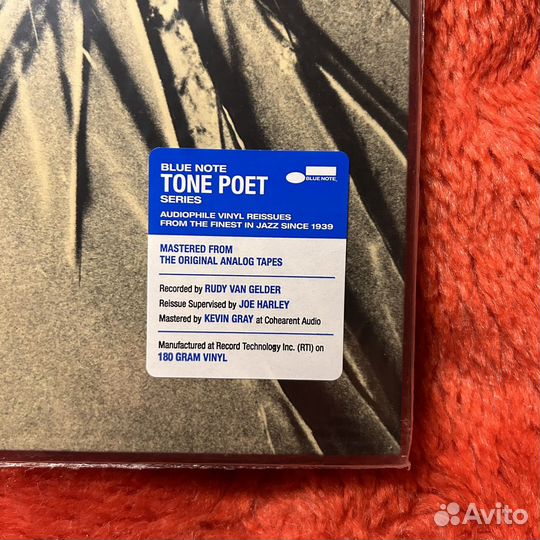 BLUE NOTE
TONE POET
SERIES
BLUE NOTE.
AUDIOPHILE VINYL REISSUES
FROM THE FINEST IN JAZZ SINCE 1939
MASTERED FROM
THE ORIGINAL ANALOG TAPES
Recorded by RUDY VAN GELDER
Reissue Supervised by JOE HARLEY
Mastered by KEVIN GRAY at Cohearent Audio
Manufactured at Record Technology Inc. (RTI) on
180 GRAM VINYL
Avito